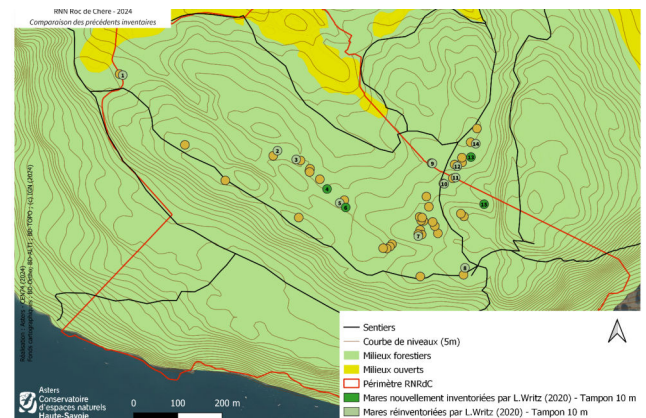 RNN Roc de Chère - 2024
Comparaison des précédents inventaires
1
2
3
4
5
6
7
8
9
10
11
12
13
14
15
Sentiers
Courbe de niveaux (5m)
Milieux forestiers
Milieux ouverts
Périmètre RNRdC
Mares nouvellement inventoriées par L.Writz (2020) - Tampon 10 m
Mares réinventoriées par L.Writz (2020) - Tampon 10 m
Asters
Conservatoire
d'espaces naturels
Haute-Savoie
0 100 200 m